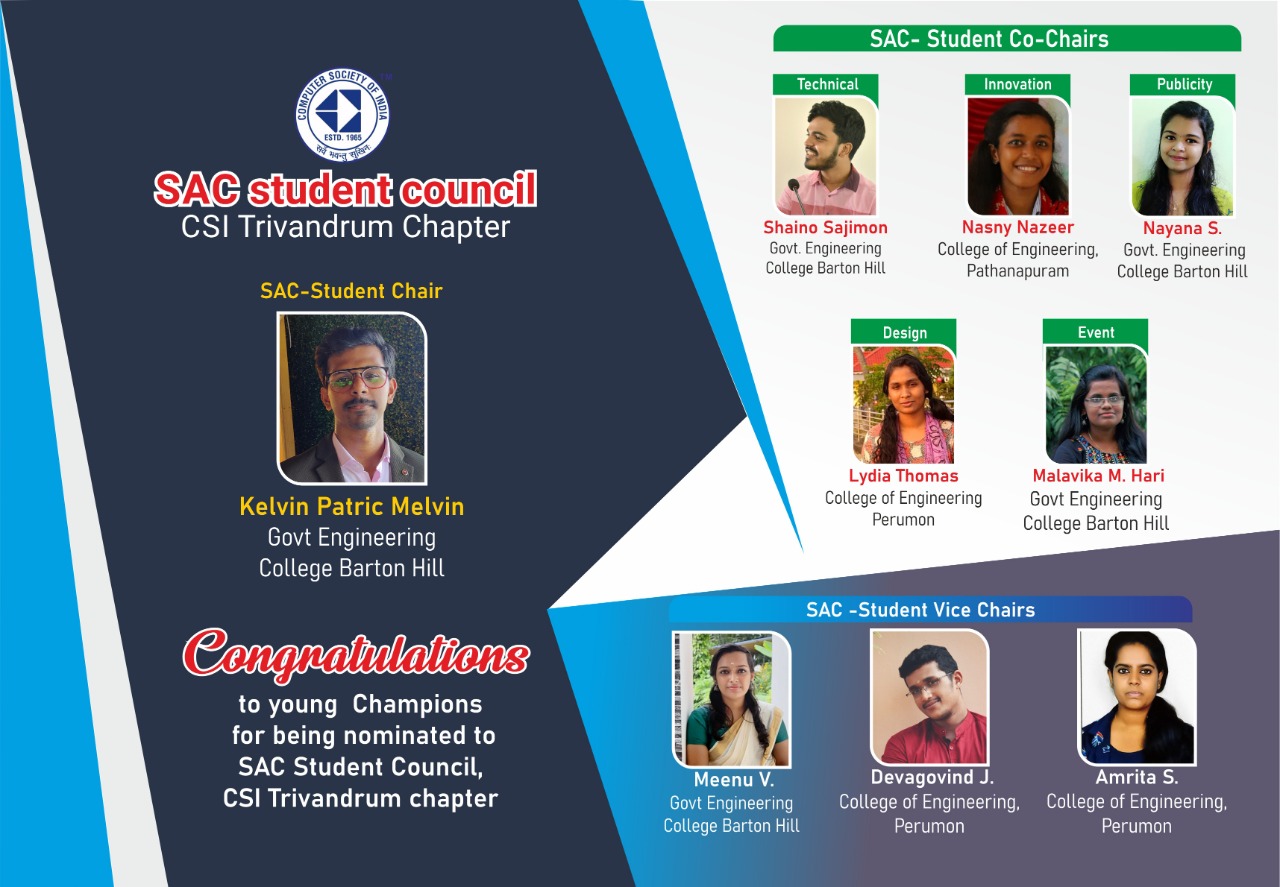 COMPUTER SOCIETY OF INDIA
TM
ESTD. 1965
सर्वे भवन्तु सुखिनः
SAC student council
CSI Trivandrum Chapter
SAC-Student Chair
Kelvin Patric Melvin
Govt Engineering
College Barton Hill
Congratulations
to young Champions
for being nominated to
SAC Student Council,
CSI Trivandrum chapter
SAC- Student Co-Chairs
Technical
Shaino Sajimon
Govt. Engineering
College Barton Hill
Innovation
Nasny Nazeer
College of Engineering,
Pathanapuram
Publicity
Nayana S.
Govt. Engineering
College Barton Hill
Design
Lydia Thomas
College of Engineering
Perumon
Event
Malavika M. Hari
Govt Engineering
College Barton Hill
SAC -Student Vice Chairs
Meenu V.
Govt Engineering
College Barton Hill
Devagovind J.
College of Engineering,
Perumon
Amrita S.
College of Engineering,
Perumon